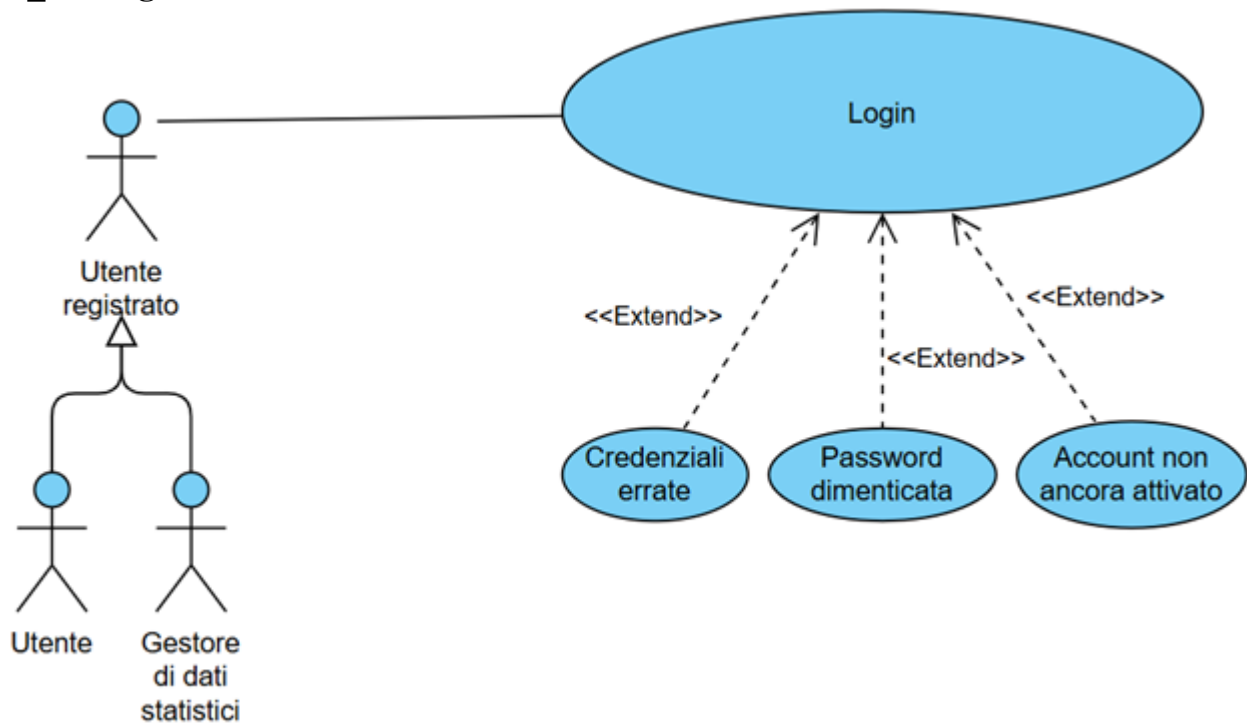 Login
Utente
registrato
<<Extend>>
<<Extend>>
<<Extend>>
Credenziali
errate
Password
dimenticata
Account non
ancora attivato
Utente
Gestore
di dati
statistici